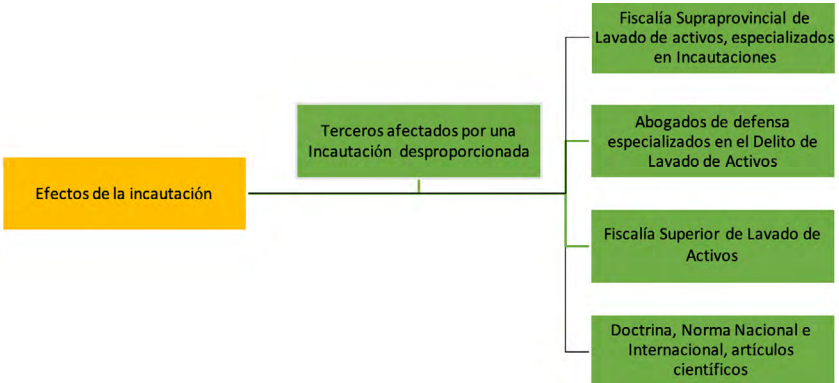 Efectos de la incautación
Terceros afectados por una
Incautación desproporcionada
Fiscalía Supraprovincial de
Lavado de activos, especializados
en Incautaciones
Abogados de defensa
especializados en el Delito de
Lavado de Activos
Fiscalía Superior de Lavado de
Activos
Doctrina, Norma Nacional e
Internacional, artículos
científicos